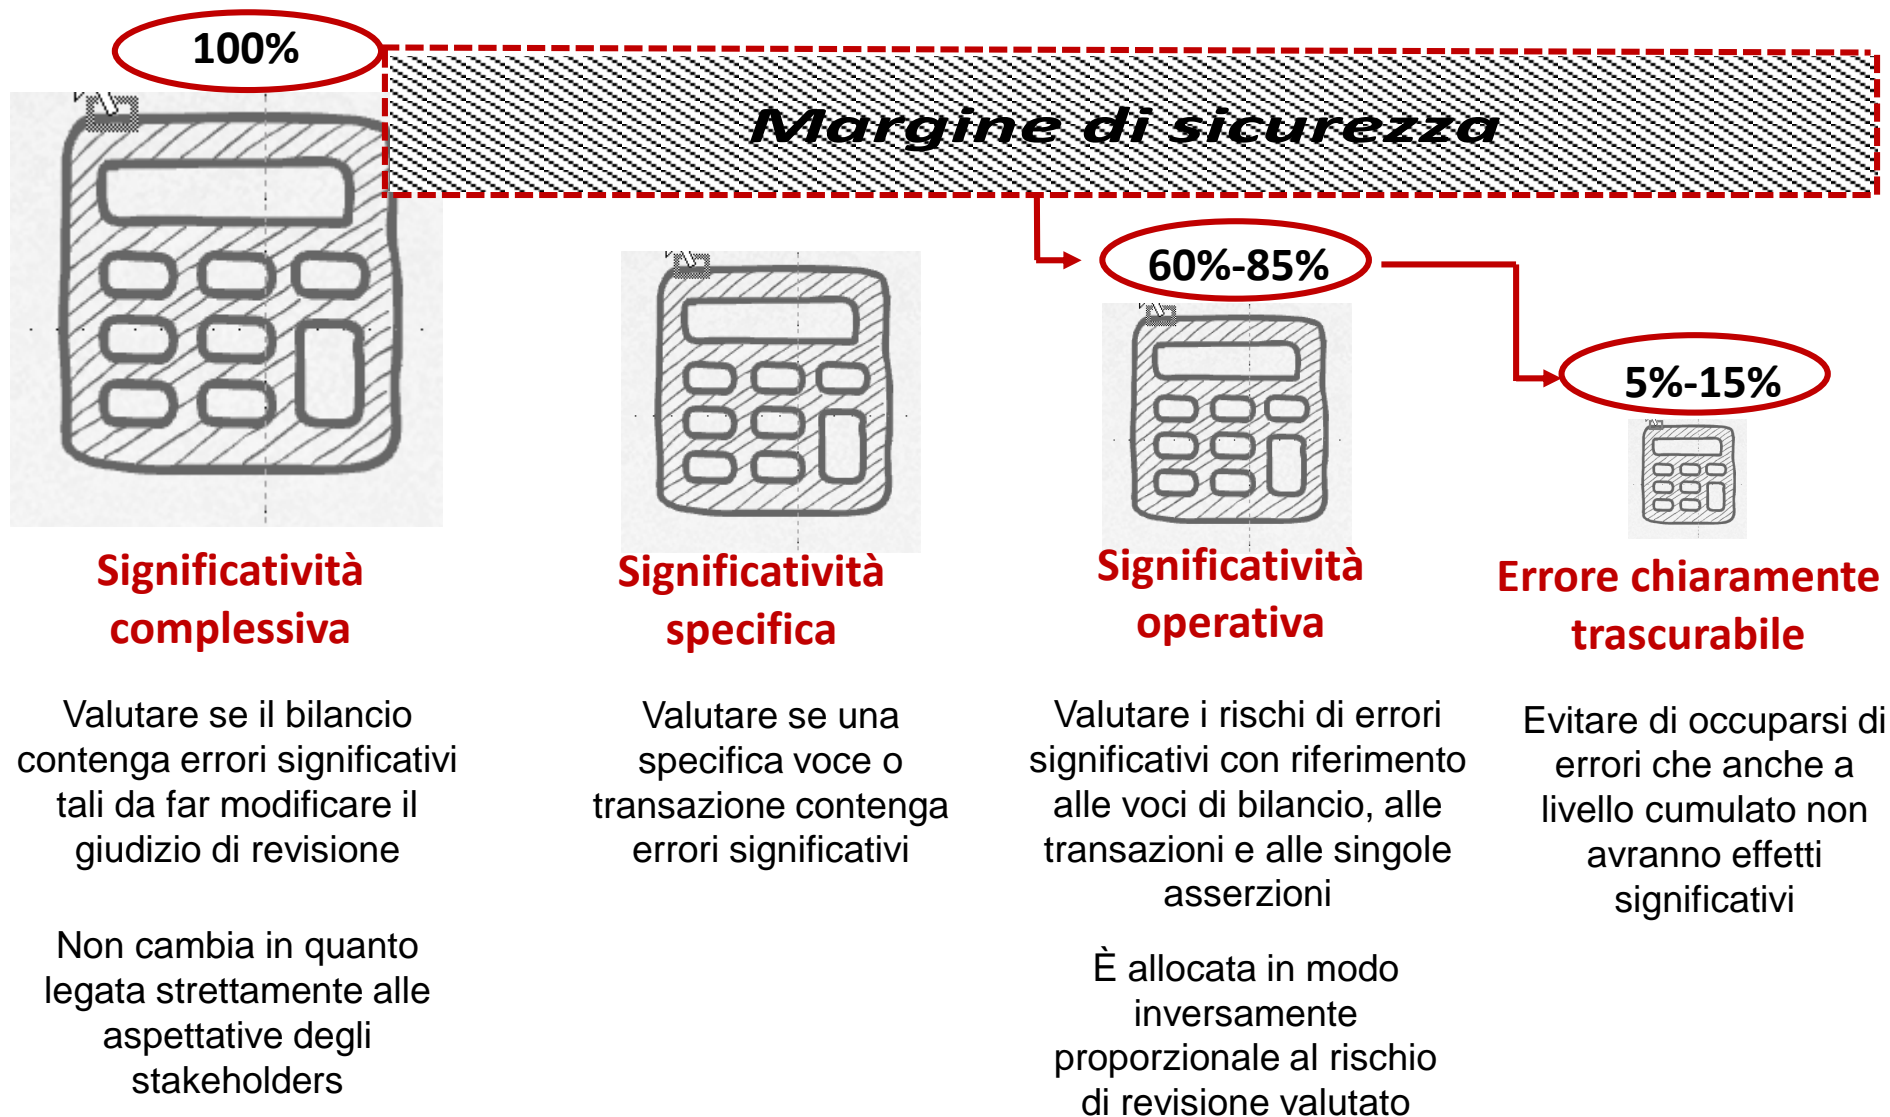 100%
Margine di sicurezza
60%-85%
5%-15%
Significatività
complessiva
Valutare se il bilancio
contenga errori significativi
tali da far modificare il
giudizio di revisione
Non cambia in quanto
legata strettamente alle
aspettative degli
stakeholders
Significatività
specifica
Valutare se una
specifica voce o
transazione contenga
errori significativi
Significatività
operativa
Valutare i rischi di errori
significativi con riferimento
alle voci di bilancio, alle
transazioni e alle singole
asserzioni
È allocata in modo
inversamente
proporzionale al rischio
di revisione valutato
Errore chiaramente
trascurabile
Evitare di occuparsi di
errori che anche a
livello cumulato non
avranno effetti
significativi